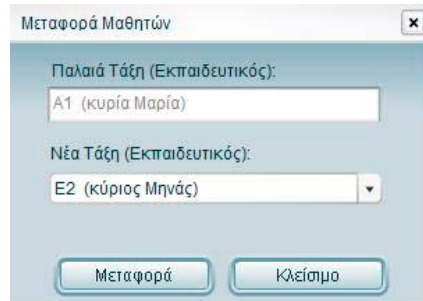 Μεταφορά Μαθητών
Παλαιά Τάξη (Εκπαιδευτικός):
Α1 (κυρία Μαρία)
Νέα Τάξη (Εκπαιδευτικός):
Ε2 (κύριος Μηνάς)
Μεταφορά Κλείσιμο